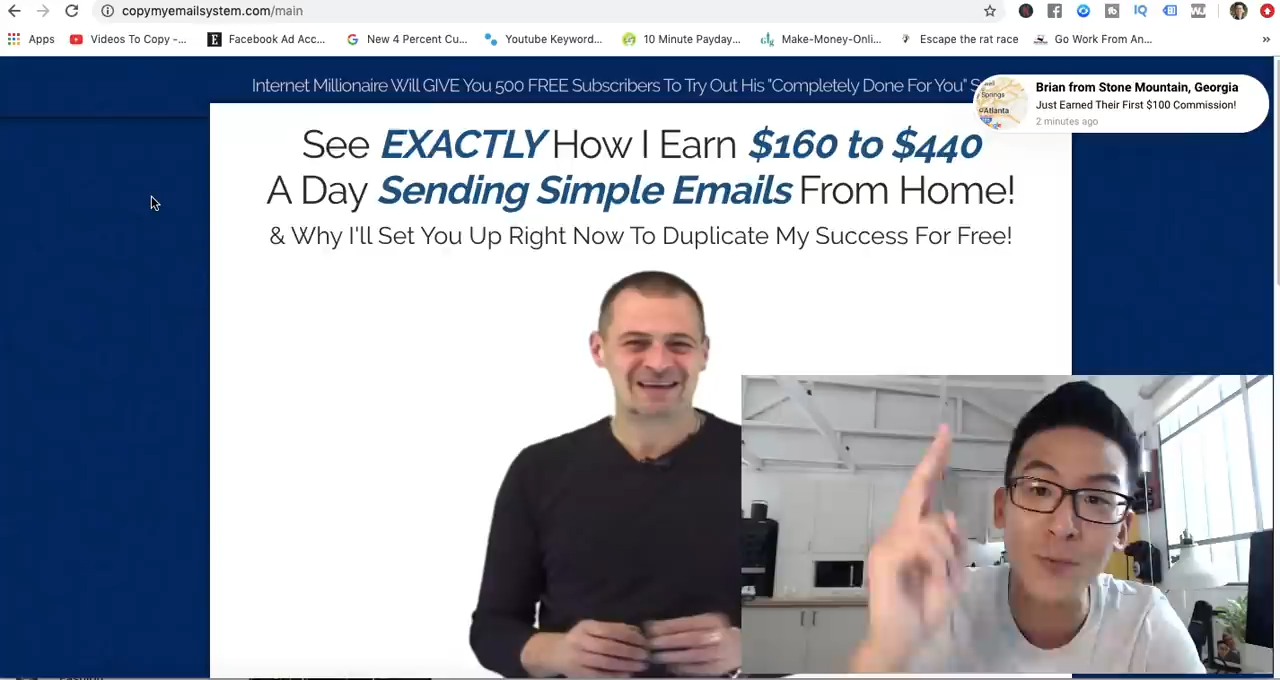 copymyemailsystem.com/main
Apps Videos To Copy -... Facebook Ad Acc... New 4 Percent Cu... Youtube Keyword... 10 Minute Payday... Make-Money-Onli... Escape the rat race Go Work From An... »
Internet Millionaire Will GIVE You 500 FREE Subscribers To Try Out His "Completely Done For You" S
Brian from Stone Mountain, Georgia
Just Earned Their First $100 Commission!
2 minutes ago
Springs
Atlanta
See EXACTLY How I Earn $160 to $440
A Day Sending Simple Emails From Home!
& Why I'll Set You Up Right Now To Duplicate My Success For Free!